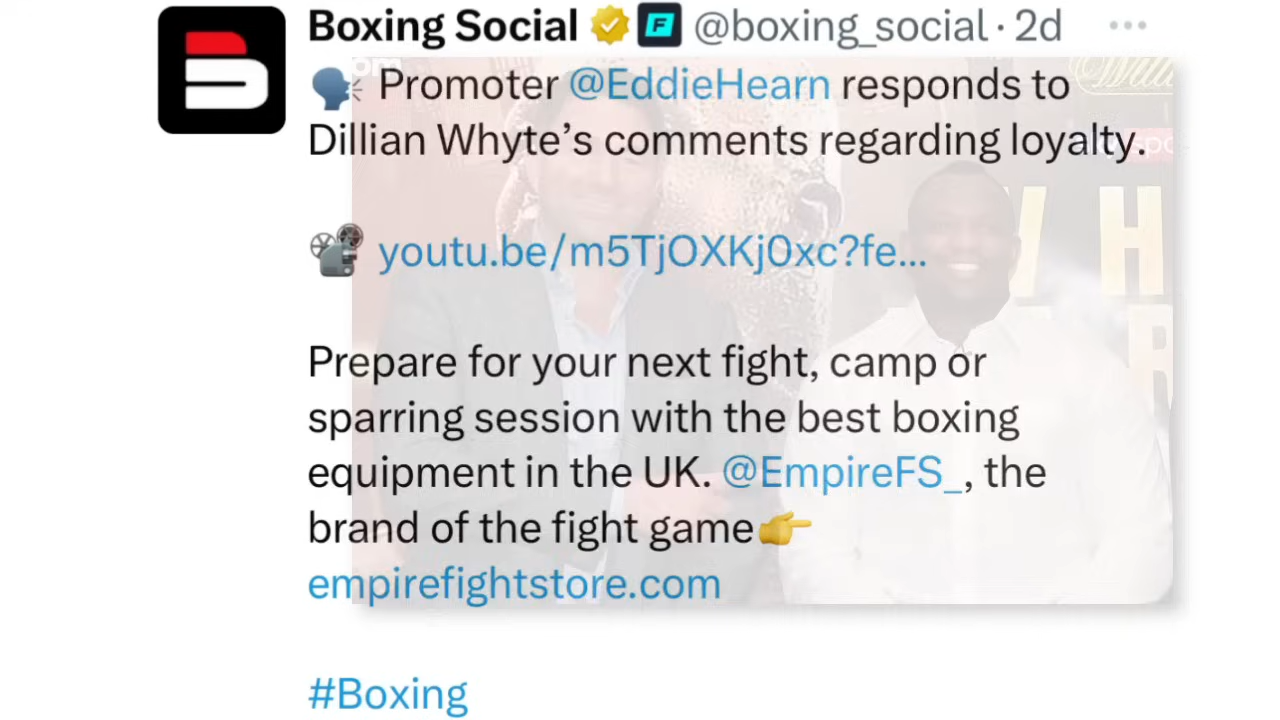 Boxing Social @boxing_social · 2d
Promoter @EddieHearn responds to
Dillian Whyte’s comments regarding loyalty.
youtu.be/m5TjOXKj0xc?fe...
Prepare for your next fight, camp or
sparring session with the best boxing
equipment in the UK. @EmpireFS_, the
brand of the fight game
empirefightstore.com
#Boxing